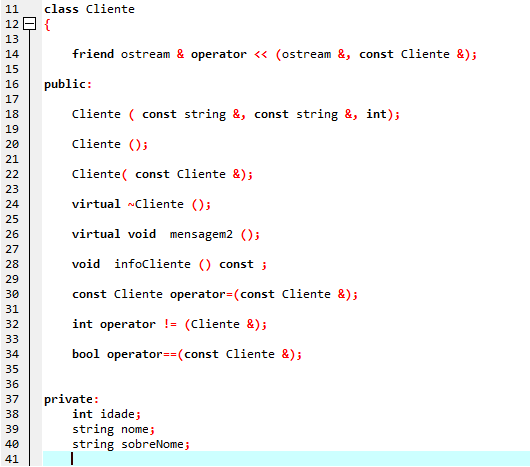 11 class Cliente
12 {
13
14 friend ostream & operator << (ostream &, const Cliente &);
15
16 public:
17
18 Cliente ( const string &, const string &, int);
19
20 Cliente ();
21
22 Cliente( const Cliente &);
23
24 virtual ~Cliente ();
25
26 virtual void  mensagem2 ();
27
28 void  infoCliente () const ;
29
30 const Cliente operator=(const Cliente &);
31
32 int operator != (Cliente &);
33
34 bool operator==(const Cliente &);
35
36
37 private:
38 int idade;
39 string nome;
40 string sobreNome;
41